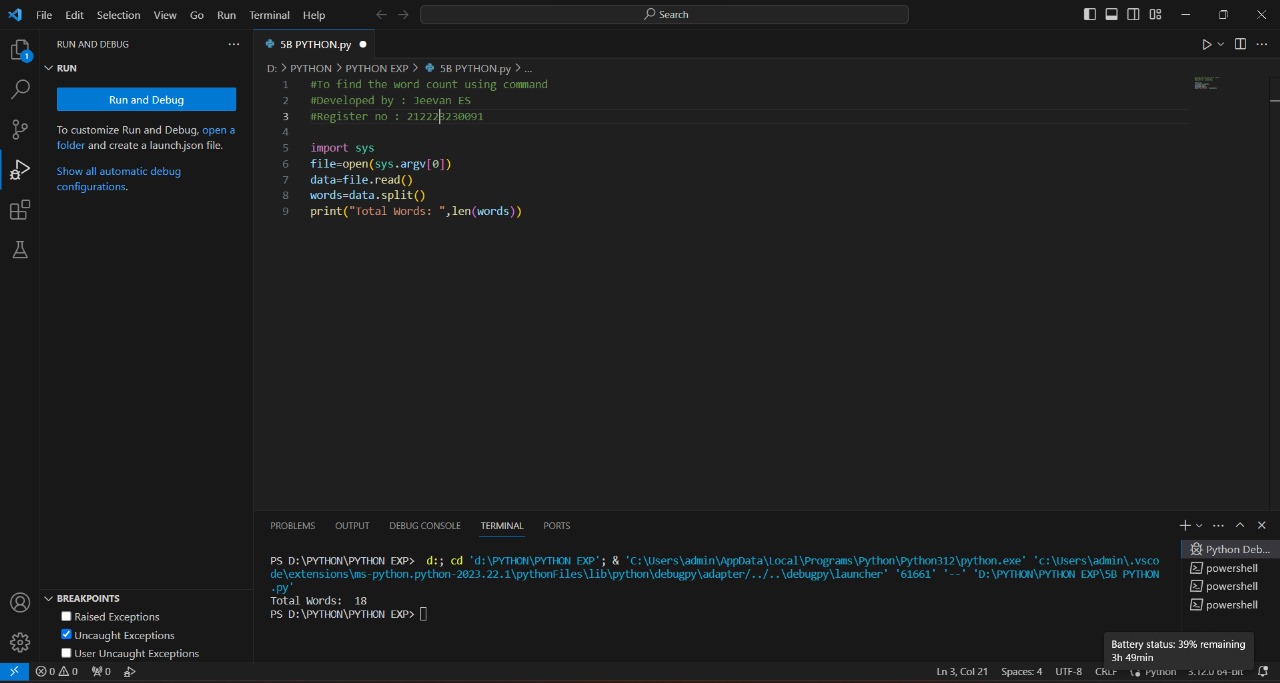 File Edit Selection View Go Run Terminal Help Search
RUN AND DEBUG ...
RUN
Run and Debug
To customize Run and Debug, open a
folder and create a launch.json file.
Show all automatic debug
configurations.
5B PYTHON.py
D: > PYTHON > PYTHON EXP > 5B PYTHON.py > ...
1 #To find the word count using command
2 #Developed by : Jeevan ES
3 #Register no : 212223230091
4
5 import sys
6 file=open(sys.argv[0])
7 data=file.read()
8 words=data.split()
9 print("Total Words: ",len(words))
PROBLEMS OUTPUT DEBUG CONSOLE TERMINAL PORTS
PS D:\PYTHON\PYTHON EXP> d:; cd 'd:\PYTHON\PYTHON EXP'; & 'C:\Users\admin\AppData\Local\Programs\Python\Python312\python.exe' 'c:\Users\admin\.vsco
de\extensions\ms-python.python-2023.22.1\pythonFiles\lib\python\debugpy\adapter/../..\debugpy\launcher' '61661' '--' 'D:\PYTHON\PYTHON EXP\5B PYTHON
.py'
Total Words: 18
PS D:\PYTHON\PYTHON EXP>
Python Deb...
powershell
powershell
powershell
BREAKPOINTS
Raised Exceptions
Uncaught Exceptions
User Uncaught Exceptions
Battery status: 39% remaining
3h 49min
1
0 0 0 Ln 3, Col 21 Spaces: 4 UTF-8 CRLF Python 3.12.0 64-bit